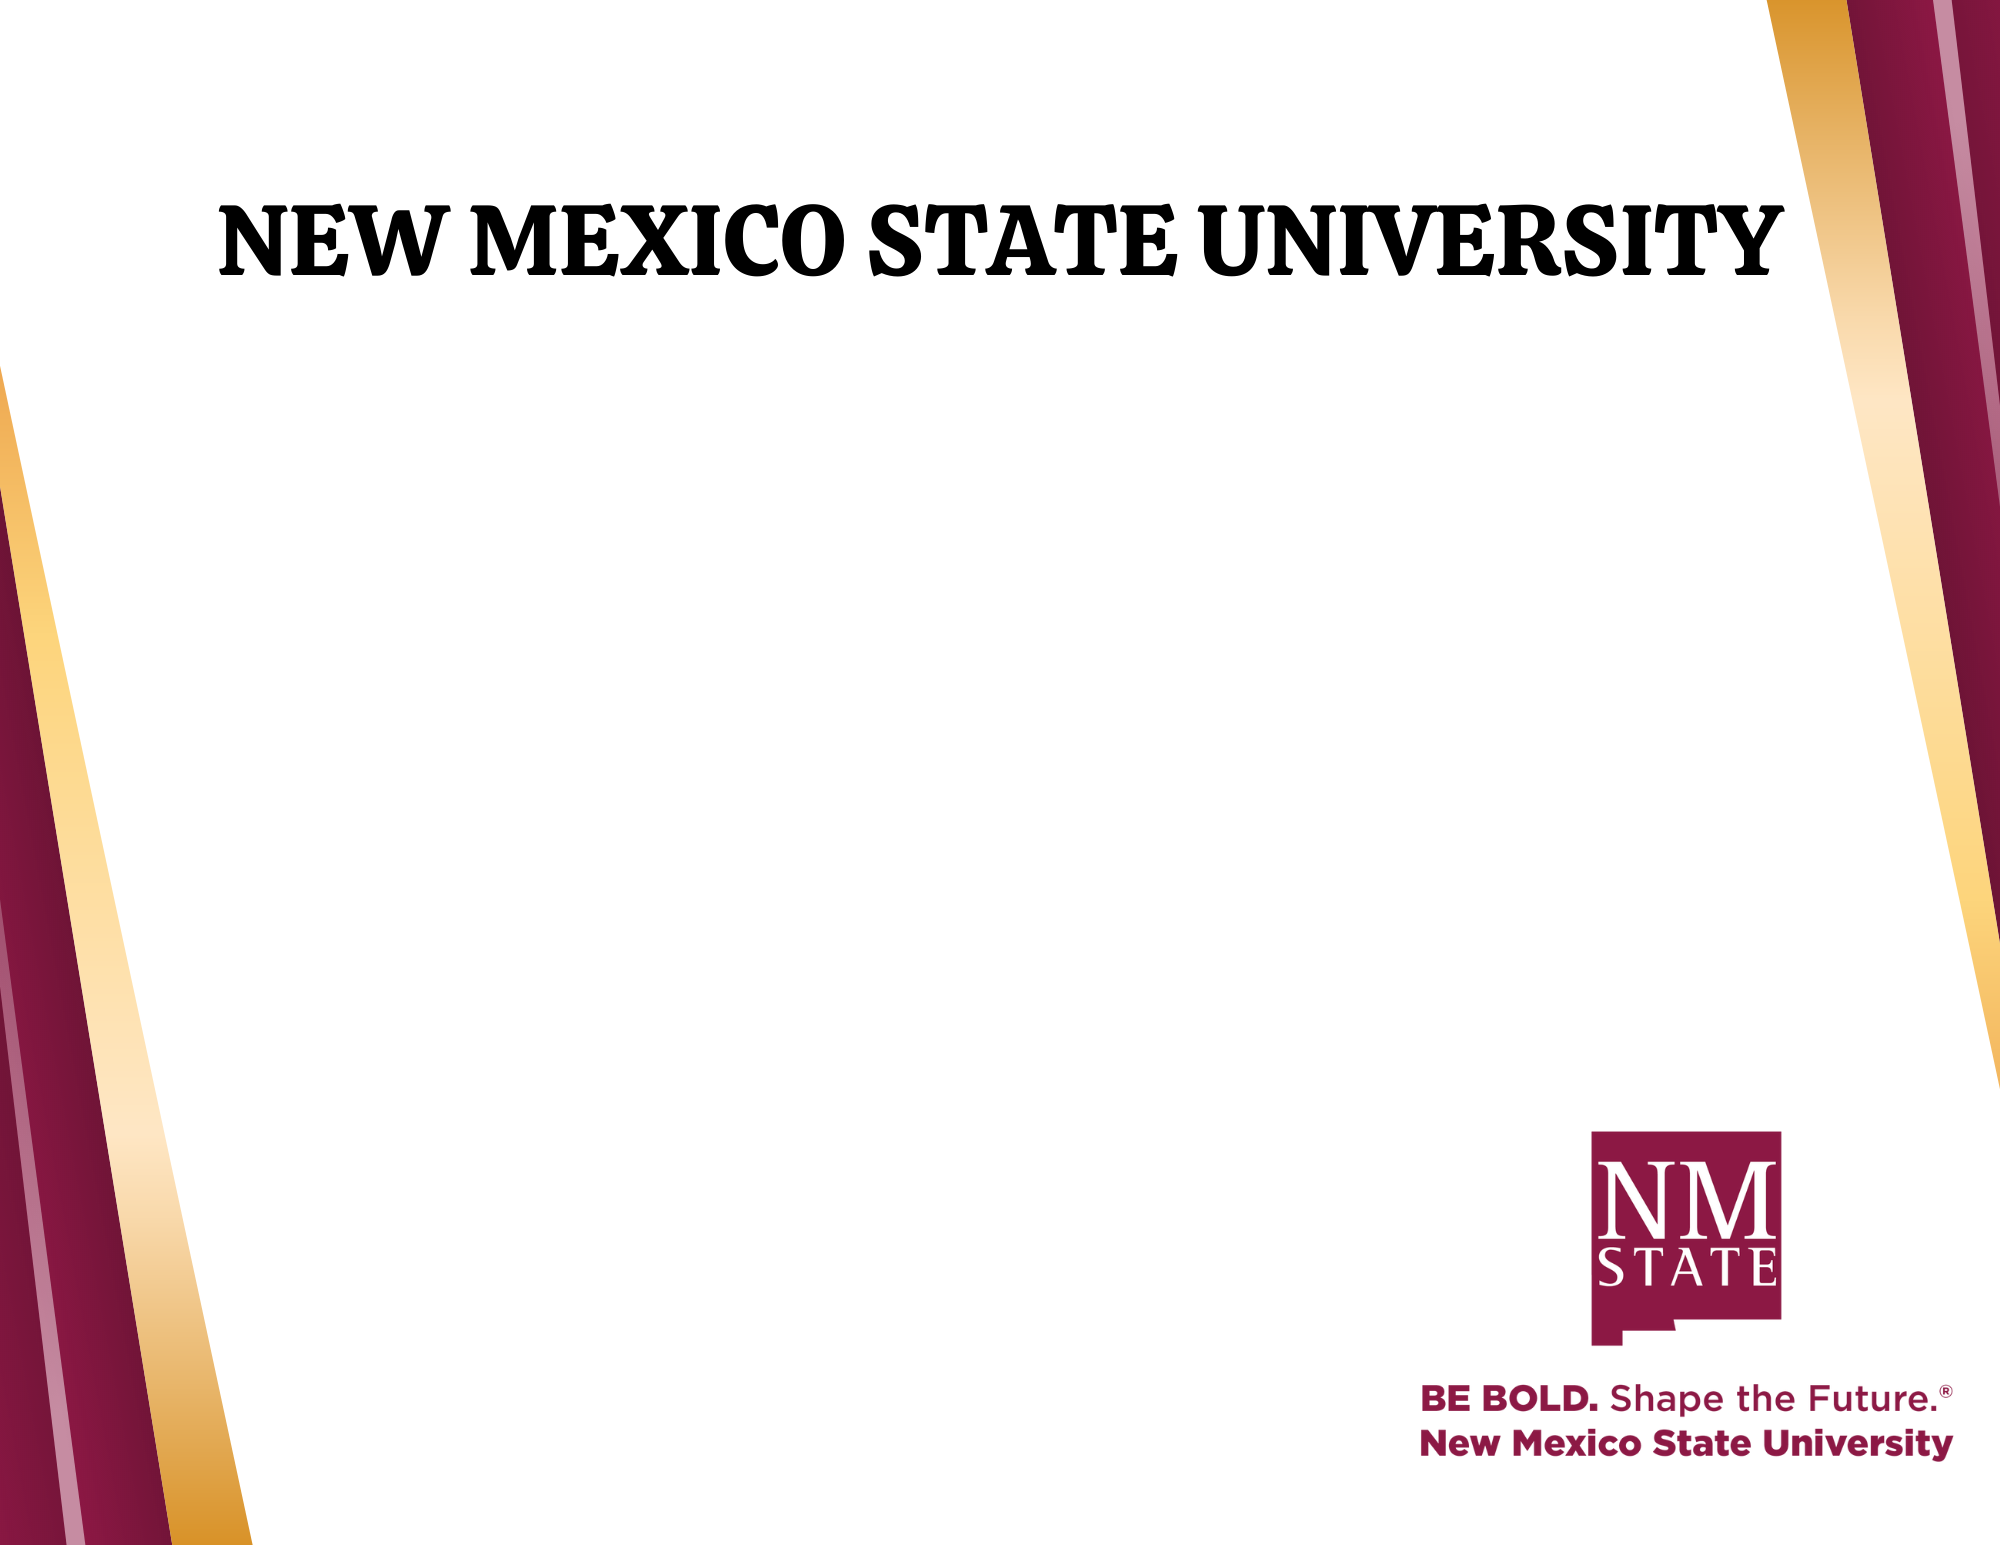 NEW MEXICO STATE UNIVERSITY
NM
STATE
BE BOLD. Shape the Future.®
New Mexico State University